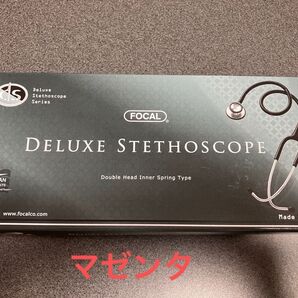 Deluxe
Stethoscope
Series
FOCAL
DELUXE STETHOSCOPE
Double Head Inner Spring Type
www.focalco.com
Made
マゼンタ